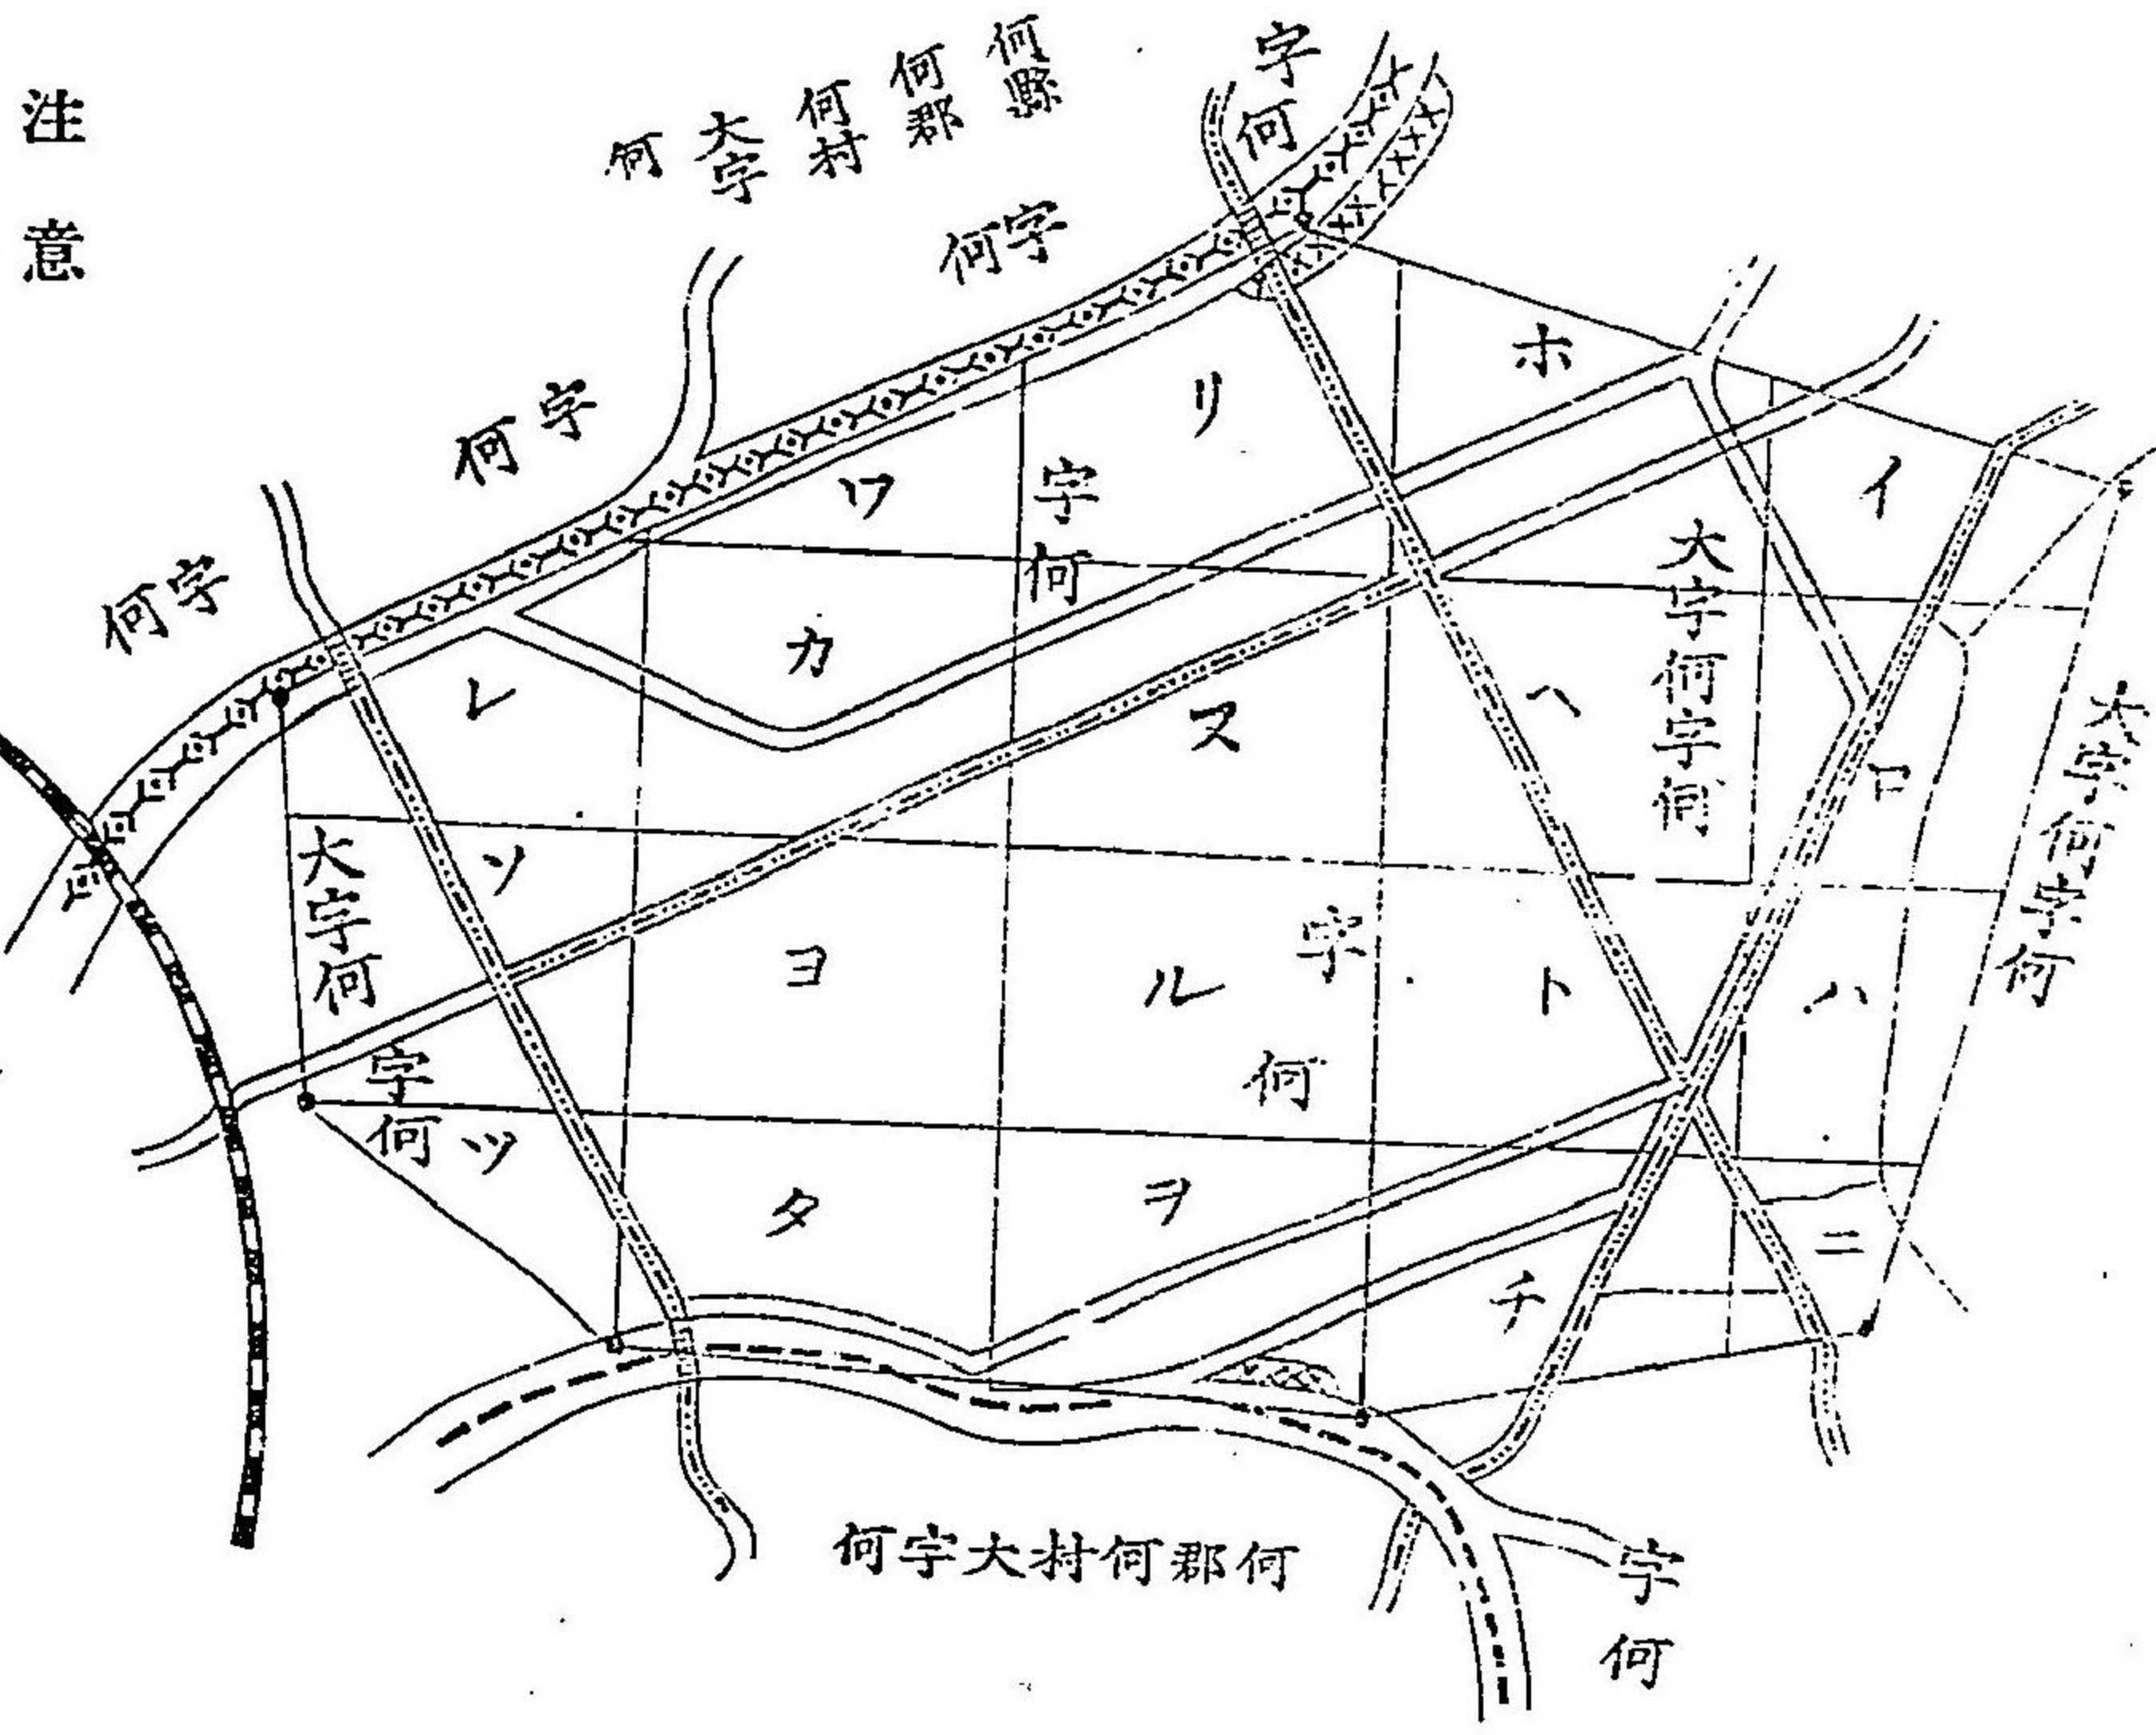 注意
何縣
何郡
何村
大字
何
字何
字何
字何
字何
字何
イ
ロ
ハ
ニ
ホ
ヘ
ト
チ
リ
ヌ
ル
ヲ
ワ
カ
ヨ
タ
レ
ソ
ツ
字何
大字何字何
大字何字何
字何
大字何
字何
何郡何村大字何
字何